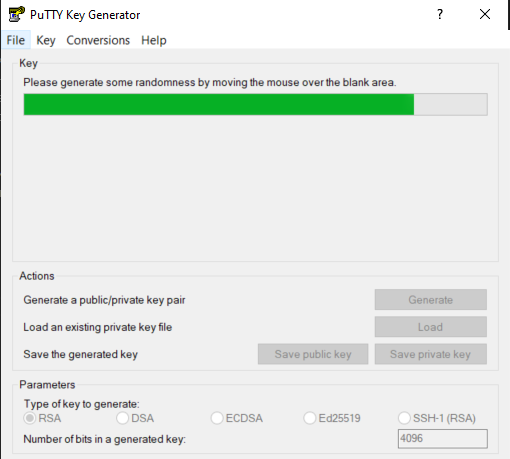 PuTTY Key Generator
File Key Conversions Help
Key
Please generate some randomness by moving the mouse over the blank area.
Actions
Generate a public/private key pair
Generate
Load an existing private key file
Load
Save the generated key
Save public key
Save private key
Parameters
Type of key to generate:
RSA DSA ECDSA Ed25519 SSH-1 (RSA)
Number of bits in a generated key:
4096